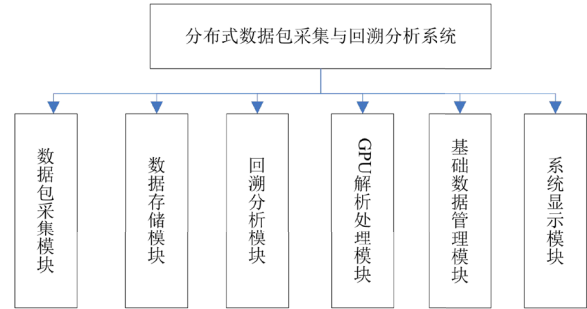 分布式数据包采集与回溯分析系统
数据包采集模块
数据存储模块
回溯分析模块
GPU解析处理模块
基础数据管理模块
系统显示模块